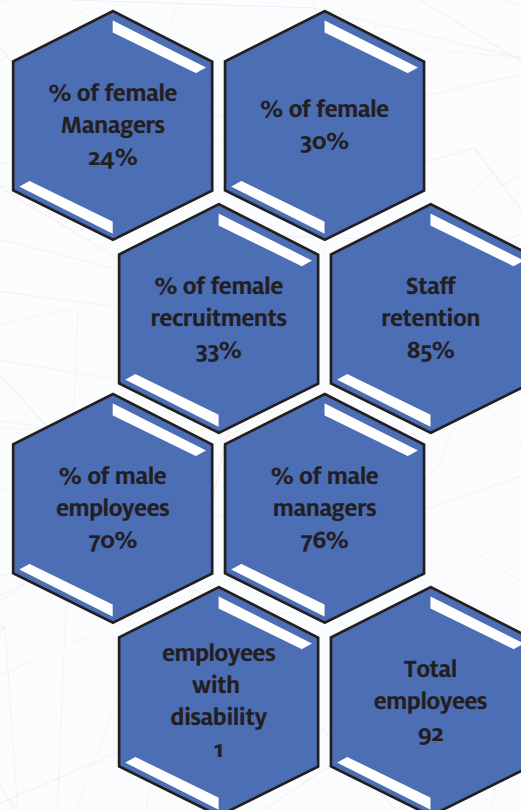 % of female
Managers
24%
% of female
30%
% of female
recruitments
33%
Staff
retention
85%
% of male
employees
70%
% of male
managers
76%
employees
with
disability
1
Total
employees
92